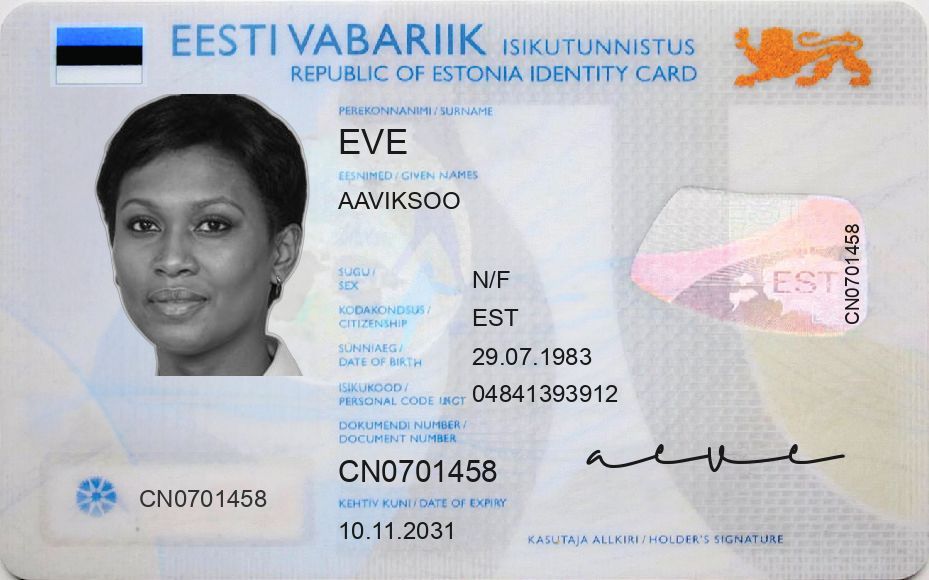 EESTI VABARIIK ISIKUTUNNISTUS
REPUBLIC OF ESTONIA IDENTITY CARD
PEREKONNANIMI / SURNAME
EVE
EESNIMED / GIVEN NAMES
AAVIKSOO
SUGU /
SEX
N/F
KODAKONDSUS /
CITIZENSHIP
EST
SÜNNIAEG /
DATE OF BIRTH
29.07.1983
ISIKUKOOD /
PERSONAL CODE
04841393912
DOKUMENDI NUMBER /
DOCUMENT NUMBER
CN0701458
KEHTIV KUNI / DATE OF EXPIRY
10.11.2031
CN0701458
EST
CN0701458
aeve
KASUTAJA ALLKIRI / HOLDER'S SIGNATURE